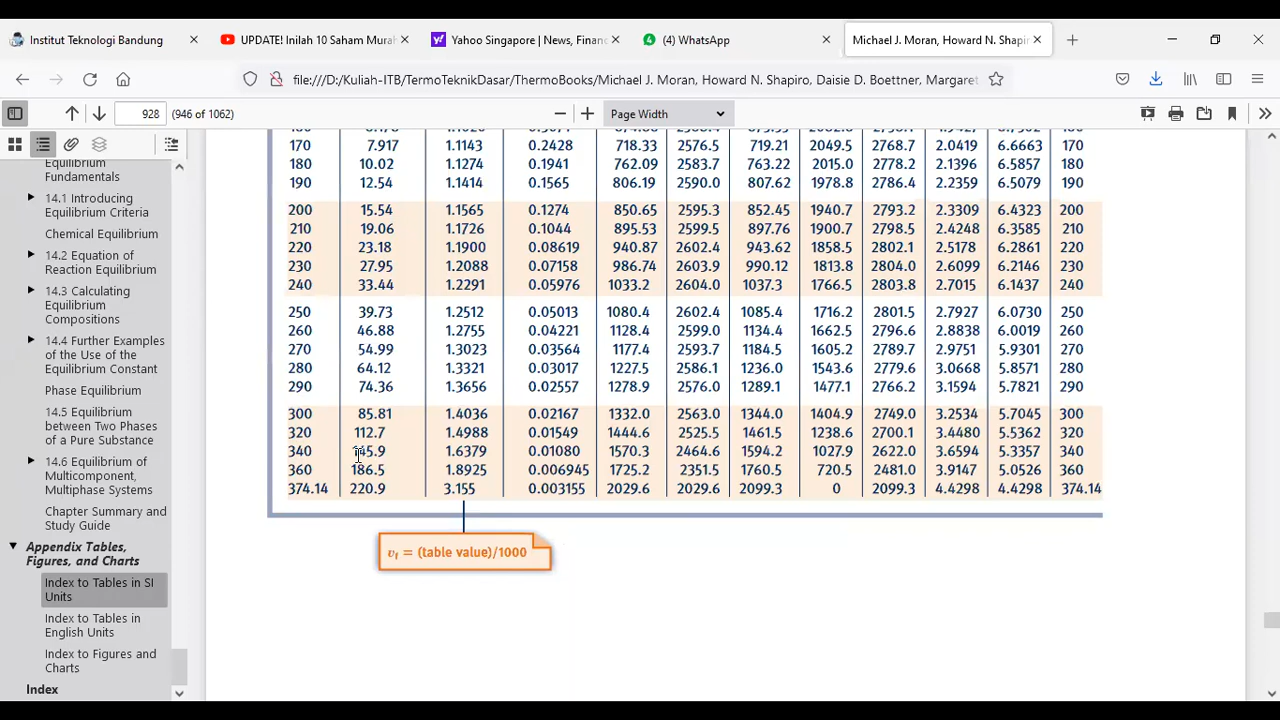 Institut Teknologi Bandung
UPDATE! Inilah 10 Saham Mura
Yahoo Singapore | News, Financ
(4) WhatsApp
Michael J. Moran, Howard N. Shapir
file:///D:/Kuliah-ITB/TermoTeknikDasar/ThermoBooks/Michael J. Moran, Howard N. Shapiro, Daisie D. Boettner, Margaret
928 (946 of 1062)
Page Width
Equilibrium
Fundamentals
14.1 Introducing
Equilibrium Criteria
Chemical Equilibrium
14.2 Equation of
Reaction Equilibrium
14.3 Calculating
Equilibrium
Compositions
14.4 Further Examples
of the Use of the
Equilibrium Constant
Phase Equilibrium
14.5 Equilibrium
between Two Phases
of a Pure Substance
14.6 Equilibrium of
Multicomponent,
Multiphase Systems
Chapter Summary and
Study Guide
Appendix Tables,
Figures, and Charts
Index to Tables in SI
Units
Index to Tables in
English Units
Index to Figures and
Charts
Index
170 7.917 1.1143 0.2428 718.33 2576.5 719.21 2049.5 2768.7 2.0419 6.6663 170
180 10.02 1.1274 0.1941 762.09 2583.7 763.22 2015.0 2778.2 2.1396 6.5857 180
190 12.54 1.1414 0.1565 806.19 2590.0 807.62 1978.8 2786.4 2.2359 6.5079 190
200 15.54 1.1565 0.1274 850.65 2595.3 852.45 1940.7 2793.2 2.3309 6.4323 200
210 19.06 1.1726 0.1044 895.53 2599.5 897.76 1900.7 2798.5 2.4248 6.3585 210
220 23.18 1.1900 0.08619 940.87 2602.4 943.62 1858.5 2802.1 2.5178 6.2861 220
230 27.95 1.2088 0.07158 986.74 2603.9 990.12 1813.8 2804.0 2.6099 6.2146 230
240 33.44 1.2291 0.05976 1033.2 2604.0 1037.3 1766.5 2803.8 2.7015 6.1437 240
250 39.73 1.2512 0.05013 1080.4 2602.4 1085.4 1716.2 2801.5 2.7927 6.0730 250
260 46.88 1.2755 0.04221 1128.4 2599.0 1134.4 1662.5 2796.6 2.8838 6.0019 260
270 54.99 1.3023 0.03564 1177.4 2593.7 1184.5 1605.2 2789.7 2.9751 5.9301 270
280 64.12 1.3321 0.03017 1227.5 2586.1 1236.0 1543.6 2779.6 3.0668 5.8571 280
290 74.36 1.3656 0.02557 1278.9 2576.0 1289.1 1477.1 2766.2 3.1594 5.7821 290
300 85.81 1.4036 0.02167 1332.0 2563.0 1344.0 1404.9 2749.0 3.2534 5.7045 300
320 112.7 1.4988 0.01549 1444.6 2525.5 1461.5 1238.6 2700.1 3.4480 5.5362 320
340 145.9 1.6379 0.01080 1570.3 2464.6 1594.2 1027.9 2622.0 3.6594 5.3357 340
360 186.5 1.8925 0.006945 1725.2 2351.5 1760.5 720.5 2481.0 3.9147 5.0526 360
374.14 220.9 3.155 0.003155 2029.6 2029.6 2099.3 0 2099.3 4.4298 4.4298 374.14
vf = (table value)/1000